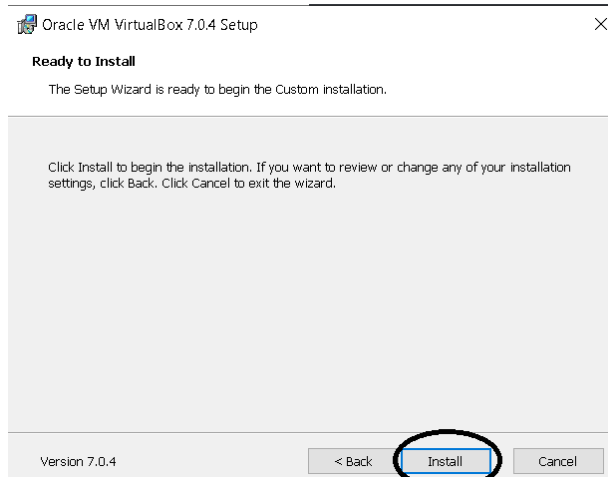 Oracle VM VirtualBox 7.0.4 Setup
Ready to Install
The Setup Wizard is ready to begin the Custom installation.
Click Install to begin the installation. If you want to review or change any of your installation
settings, click Back. Click Cancel to exit the wizard.
Version 7.0.4
< Back Install Cancel